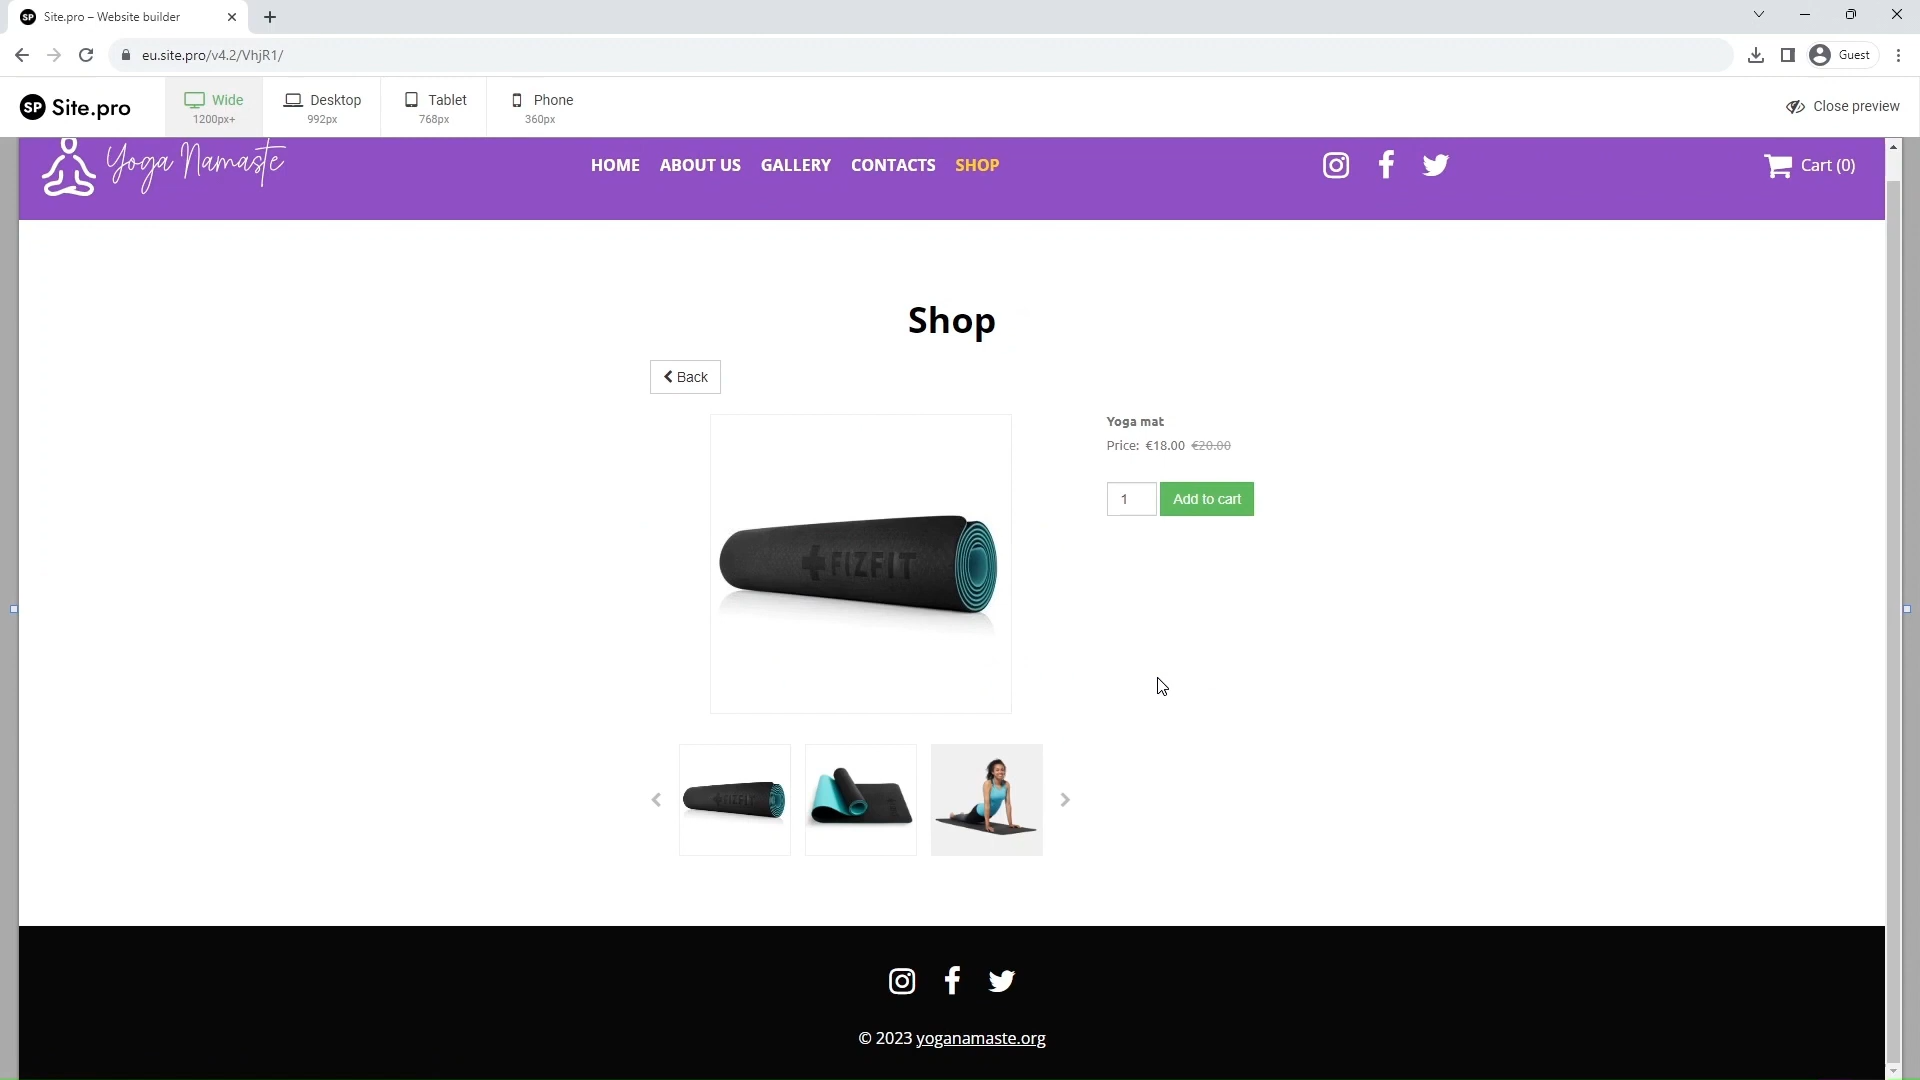 Site.pro – Website builder
eu.site.pro/v4.2/VhjR1/
Guest
SP Site.pro
Wide
1200px+
Desktop
992px
Tablet
768px
Phone
360px
Close preview
Yoga Namaste
HOME ABOUT US GALLERY CONTACTS SHOP
Cart (0)
Shop
Back
Yoga mat
Price: €18.00 €20.00
1 Add to cart
FIZFIT
© 2023 yoganamaste.org